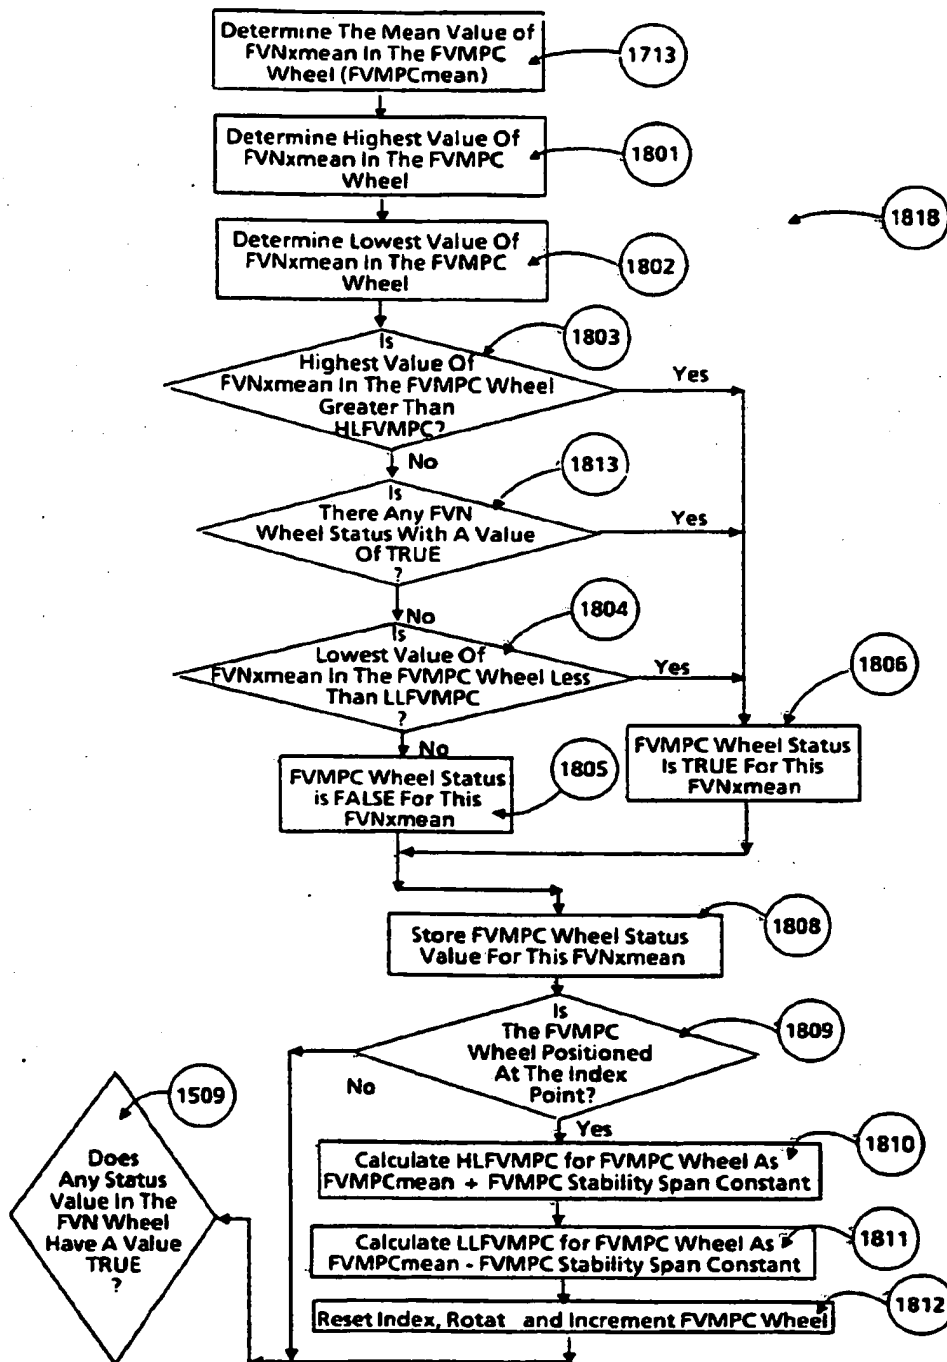 Determine The Mean Value of
FVNxmean In The FVMPC
Wheel (FVMPCmean)
1713
Determine Highest Value Of
FVNxmean In The FVMPC
Wheel
1801
1818
Determine Lowest Value Of
FVNxmean In The FVMPC
Wheel
1802
Is
Highest Value Of
FVNxmean In The FVMPC Wheel
Greater Than
HLFVMPC?
1803
Yes
No
Is
There Any FVN
Wheel Status With A Value
Of TRUE
?
1813
Yes
No
Is
Lowest Value Of
FVNxmean In The FVMPC Wheel Less
Than LLFVMPC
?
1804
Yes
No
1806
FVMPC Wheel Status
Is TRUE For This
FVNxmean
FVMPC Wheel Status
is FALSE For This
FVNxmean
1805
Store FVMPC Wheel Status
Value For This FVNxmean
1808
Is
The FVMPC
Wheel Positioned
At The Index
Point?
1809
No
Yes
1509
Does
Any Status
Value In The
FVN Wheel
Have A Value
TRUE
?
Calculate HLFVMPC for FVMPC Wheel As
FVMPCmean + FVMPC Stability Span Constant
1810
Calculate LLFVMPC for FVMPC Wheel As
FVMPCmean - FVMPC Stability Span Constant
1811
Reset Index, Rotat and Increment FVMPC Wheel
1812